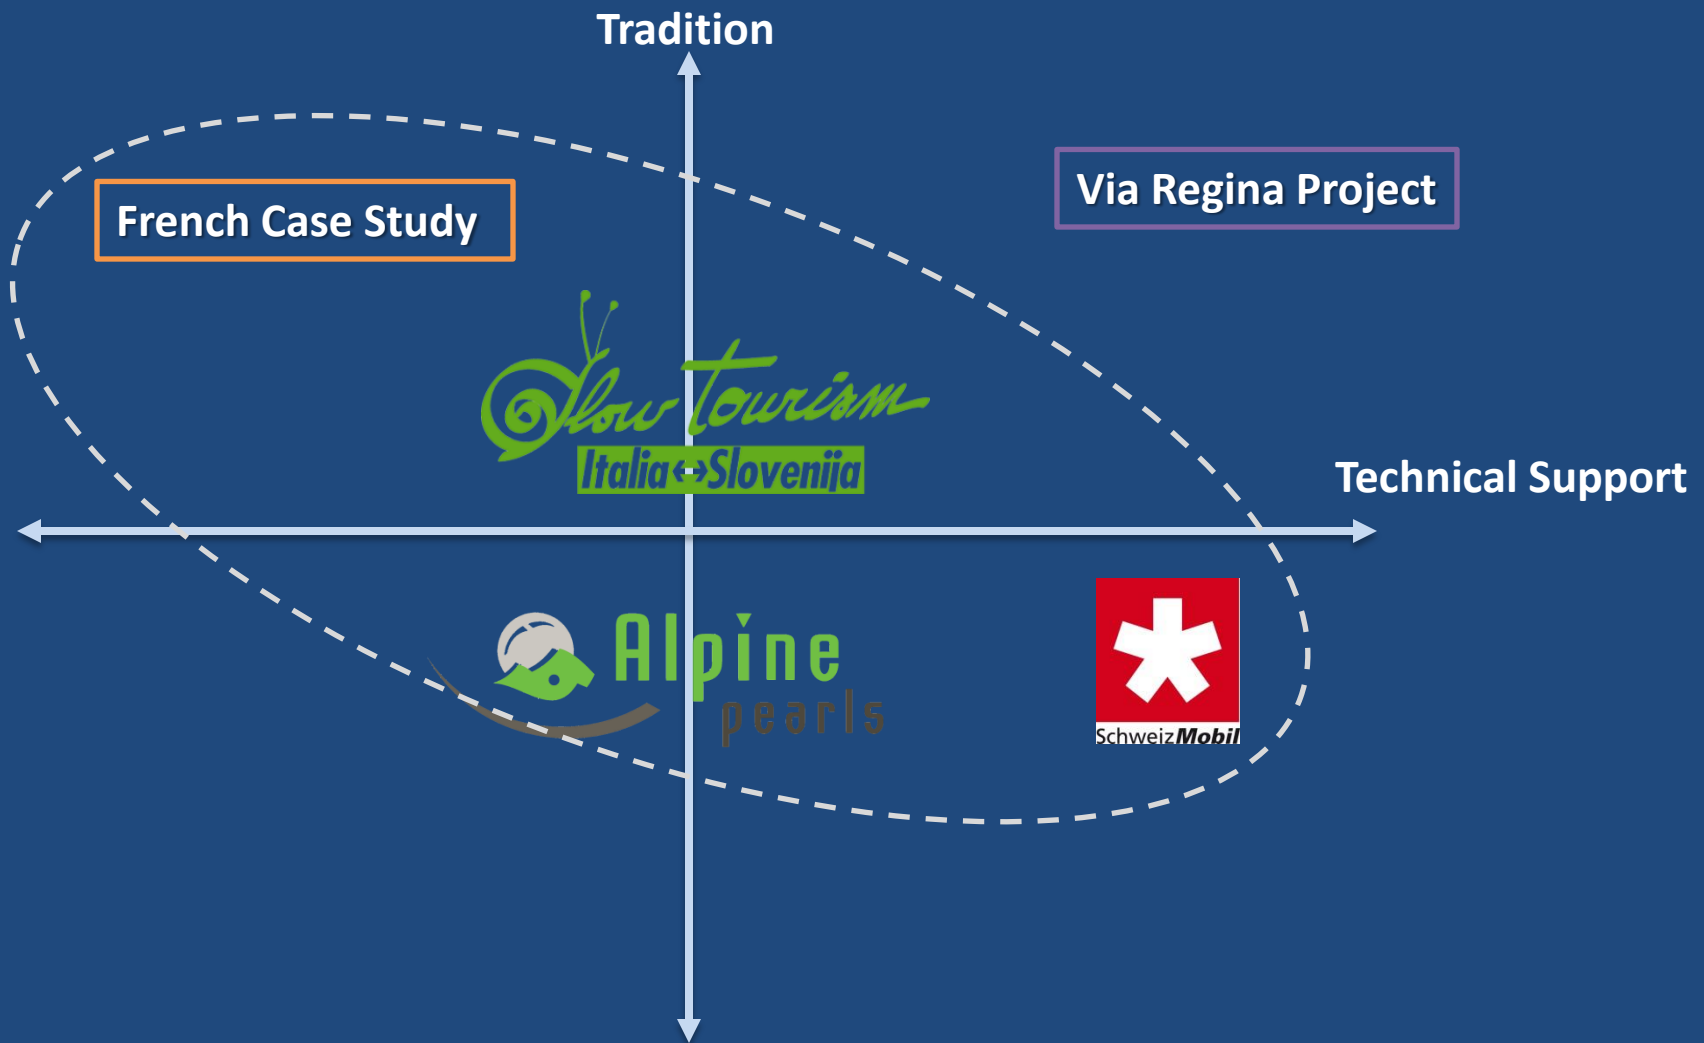 Tradition
Via Regina Project
French Case Study
Slow Tourism
Italia↔Slovenija
Technical Support
Alpine
pearls
SchweizMobil